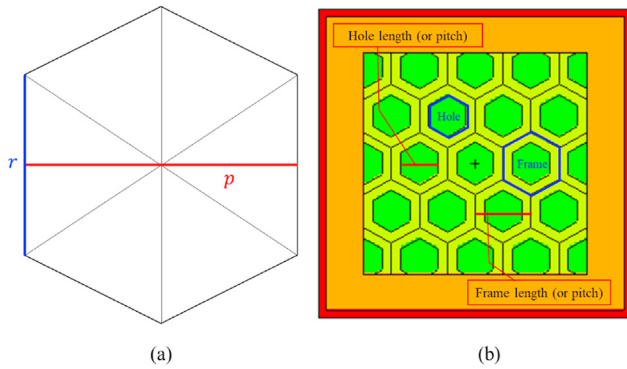 r
p
(a)
Hole length (or pitch)
Hole
Frame
Frame length (or pitch)
(b)